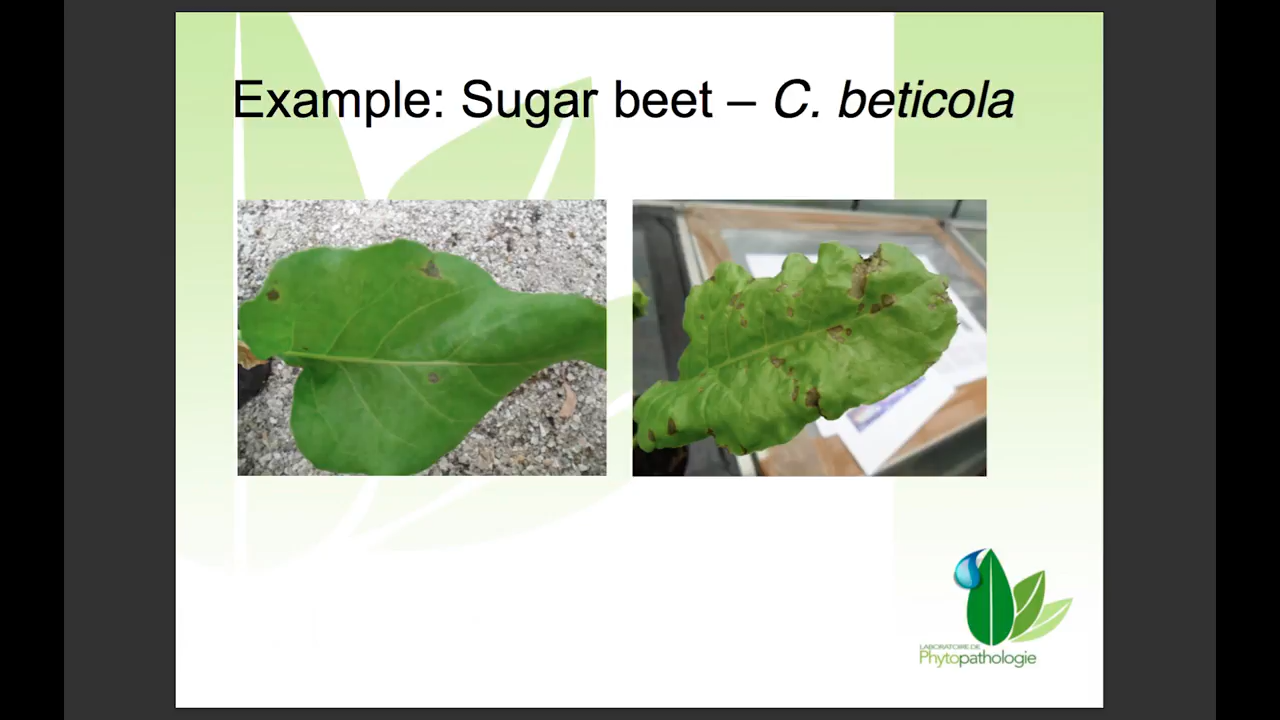 Example: Sugar beet – C. beticola
LABORATOIRE DE
Phytopathologie